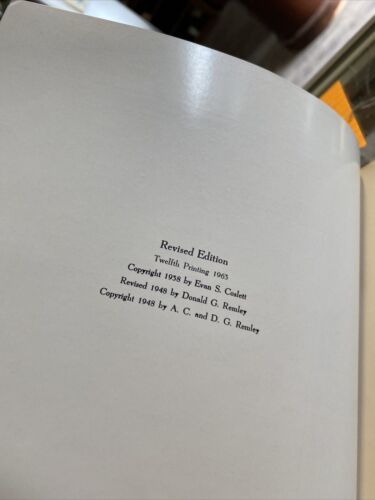 Revised Edition
Twelfth Printing 1963
Copyright 1938 by Evan S. Coslett
Revised 1948 by Donald G. Remley
Copyright 1948 by A. C. and D. G. Remley